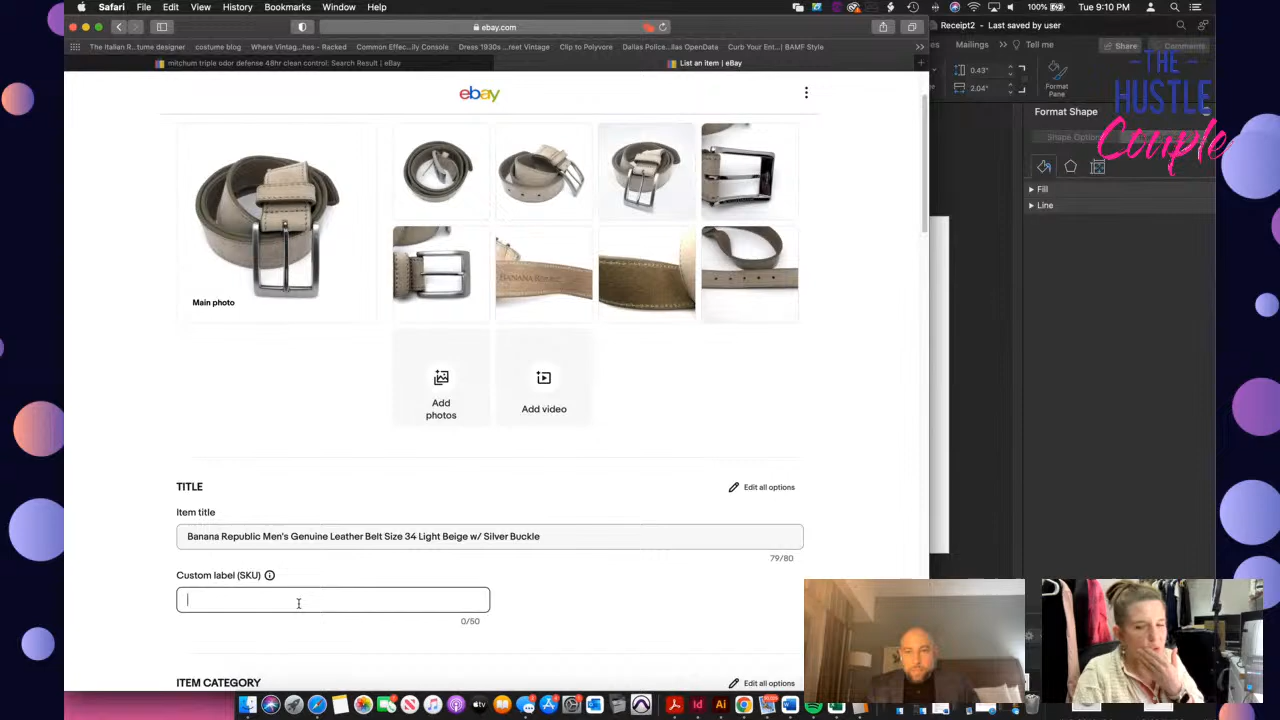 Safari File Edit View History Bookmarks Window Help
100% Tue 9:10 PM
ebay.com
Receipt2 — Last saved by user
The Italian R...tume designer costume blog Where Vintag... - Racked Common Effec...ily Console Dress 1930s ...reet Vintage Clip to Polyvore Dallas Police...llas OpenData Curb Your Ent...) | BAMF Style
Mailings Tell me Share Comments
mitchum triple odor defense 48hr clean control: Search Result | eBay
List an item | eBay
0.43"
2.04"
Format
Pane
THE
HUSTLE
Couple
ebay
Format Shape
Shape Options
Fill
Line
BANANA REPUBLIC
Main photo
Add
photos
Add video
TITLE
Edit all options
Item title
Banana Republic Men's Genuine Leather Belt Size 34 Light Beige w/ Silver Buckle
79/80
Custom label (SKU)
0/50
ITEM CATEGORY
Edit all options